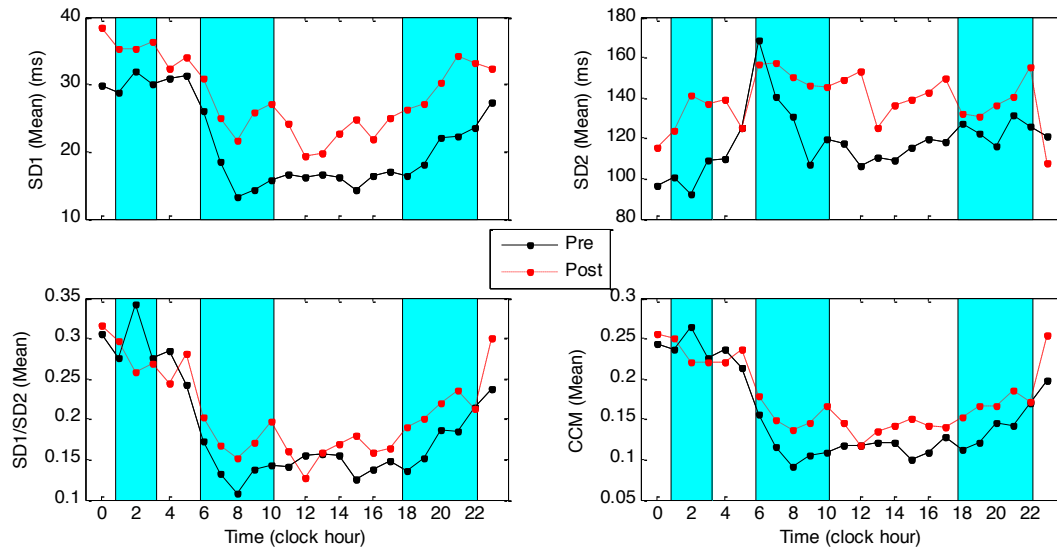 SD1 (Mean) (ms)
40
30
20
10
SD2 (Mean) (ms)
180
160
140
120
100
80
Pre
Post
SD1/SD2 (Mean)
0.35
0.3
0.25
0.2
0.15
0.1
0 2 4 6 8 10 12 14 16 18 20 22
Time (clock hour)
CCM (Mean)
0.3
0.25
0.2
0.15
0.1
0.05
0 2 4 6 8 10 12 14 16 18 20 22
Time (clock hour)